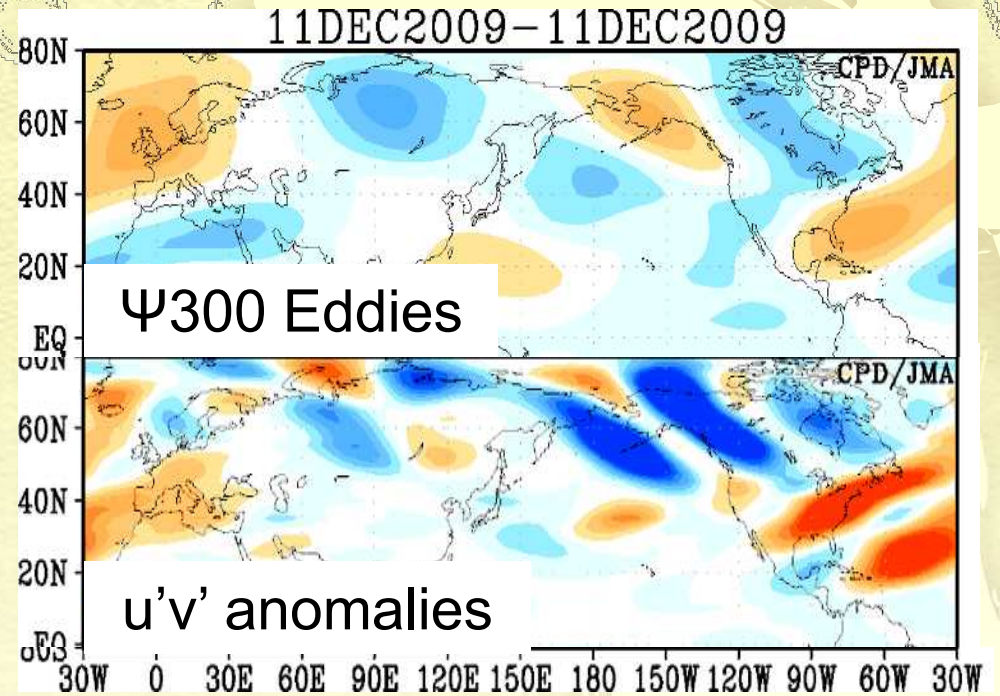 11DEC2009-11DEC2009
80N
CPD/JMA
60N
40N
20N
Ψ300 Eddies
EQ
CPD/JMA
60N
40N
20N
u'v' anomalies
EQ
30W 0 30E 60E 90E 120E 150E 180 150W 120W 90W 60W 30W